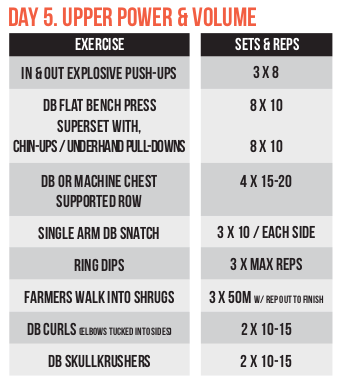 DAY 5. UPPER POWER & VOLUME
EXERCISE SETS & REPS
IN & OUT EXPLOSIVE PUSH-UPS 3 X 8
DB FLAT BENCH PRESS 8 X 10
SUPERSET WITH,
CHIN-UPS / UNDERHAND PULL-DOWNS 8 X 10
DB OR MACHINE CHEST 4 X 15-20
SUPPORTED ROW
SINGLE ARM DB SNATCH 3 X 10 / EACH SIDE
RING DIPS 3 X MAX REPS
FARMERS WALK INTO SHRUGS 3 X 50M W/ REP OUT TO FINISH
DB CURLS (ELBOWS TUCKED INTO SIDES) 2 X 10-15
DB SKULLKRUSHERS 2 X 10-15